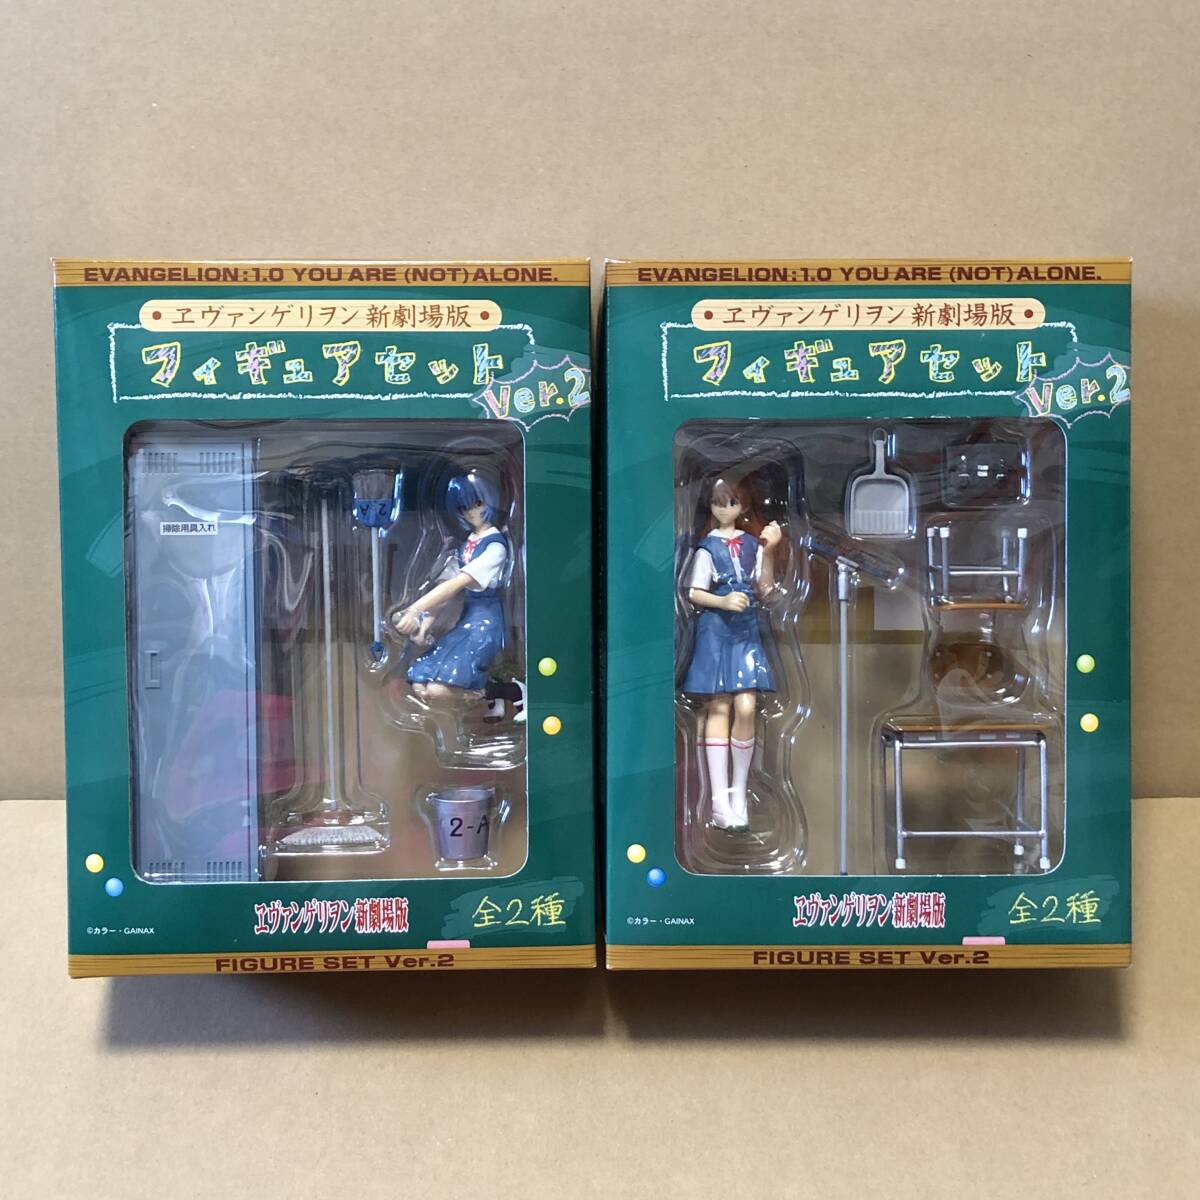 EVANGELION:1.0 YOU ARE (NOT) ALONE.
・ヱヴァンゲリヲン新劇場版・
フィギュアセット
Ver.2
2-A
掃除用具入れ
2-A
ヱヴァンゲリヲン新劇場版
全2種
©カラー・GAINAX
FIGURE SET Ver.2
EVANGELION:1.0 YOU ARE (NOT) ALONE.
・ヱヴァンゲリヲン新劇場版・
フィギュアセット
Ver.2
ヱヴァンゲリヲン新劇場版
全2種
©カラー・GAINAX
FIGURE SET Ver.2